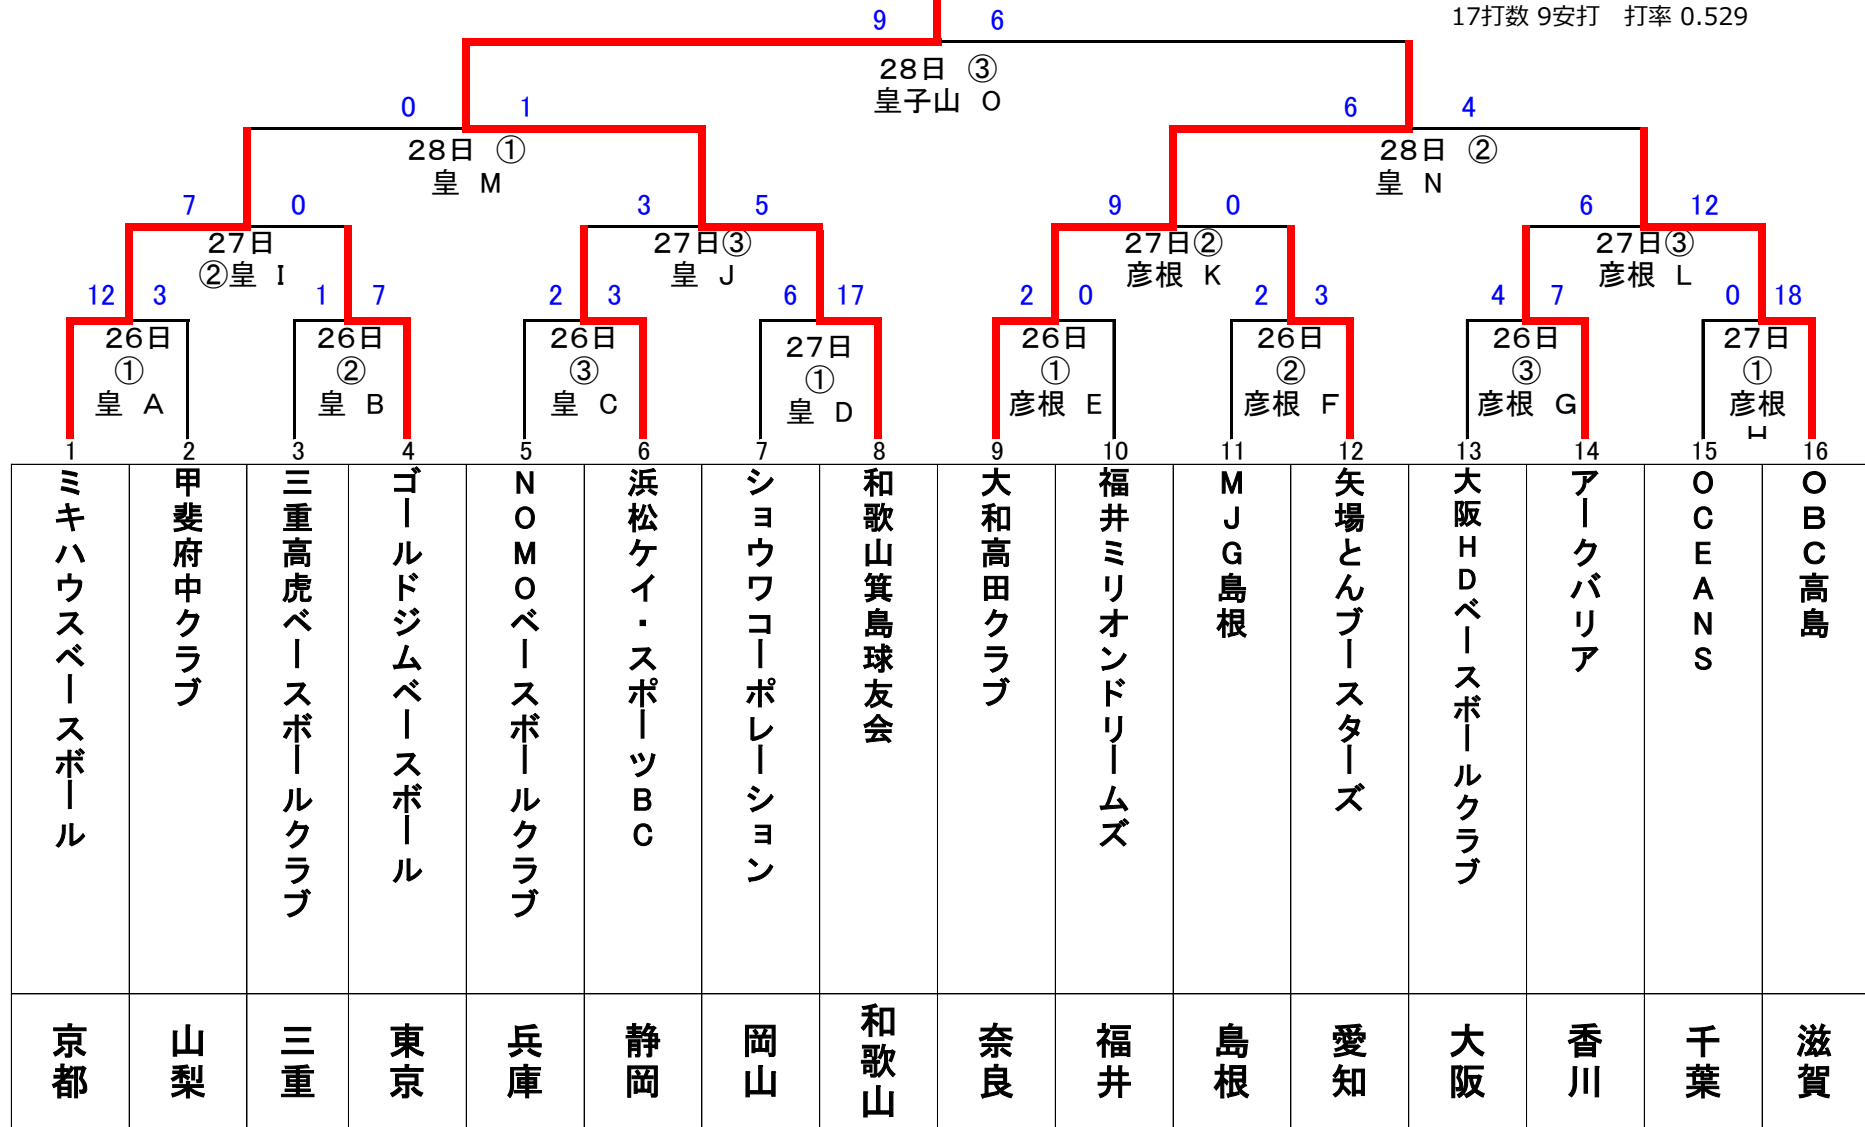 17打数 9安打　打率 0.529
9 6
28日 ③
皇子山 O
0 1
6 4
28日 ①
皇 M
28日 ②
皇 N
7 0
3 5
9 0
6 12
27日
②皇 I
27日③
皇 J
27日②
彦根 K
27日③
彦根 L
12 3
1 7
2 3
6 17
2 0
2 3
4 7
0 18
26日
①
皇 A
26日
②
皇 B
26日
③
皇 C
27日
①
皇 D
26日
①
彦根 E
26日
②
彦根 F
26日
③
彦根 G
27日
①
彦根
H
1 2 3 4 5 6 7 8 9 10 11 12 13 14 15 16
ミキハウスベースボール
甲斐府中クラブ
三重高虎ベースボールクラブ
ゴールドジムベースボール
NOMOベースボールクラブ
浜松ケイ・スポーツBC
ショウワコーポレーション
和歌山箕島球友会
大和高田クラブ
福井ミリオンドリームズ
MJG島根
矢場とんブースターズ
大阪HDベースボールクラブ
アークバリア
OCEANS
OBC高島
京都
山梨
三重
東京
兵庫
静岡
岡山
和歌山
奈良
福井
島根
愛知
大阪
香川
千葉
滋賀